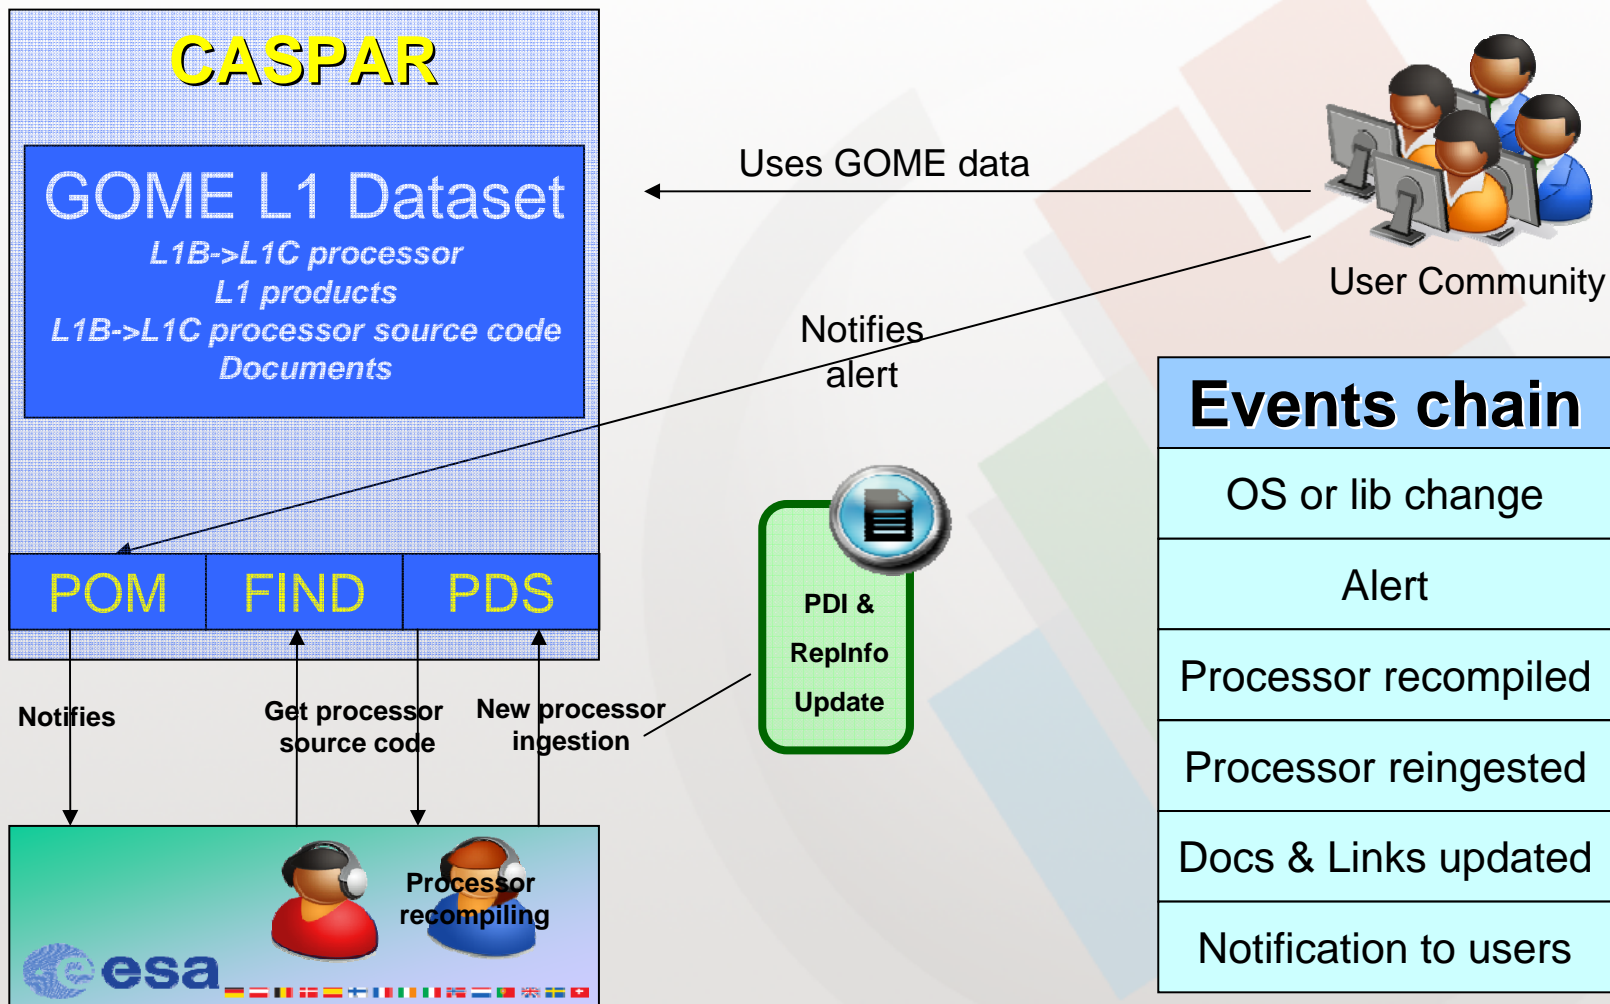 CASPAR
GOME L1 Dataset
L1B->L1C processor
L1 products
L1B->L1C processor source code
Documents
POM
FIND
PDS
Uses GOME data
Notifies
alert
User Community
PDI &
RepInfo
Update
Notifies
Get processor
source code
New processor
ingestion
Processor
recompiling
esa
Events chain
OS or lib change
Alert
Processor recompiled
Processor reingested
Docs & Links updated
Notification to users